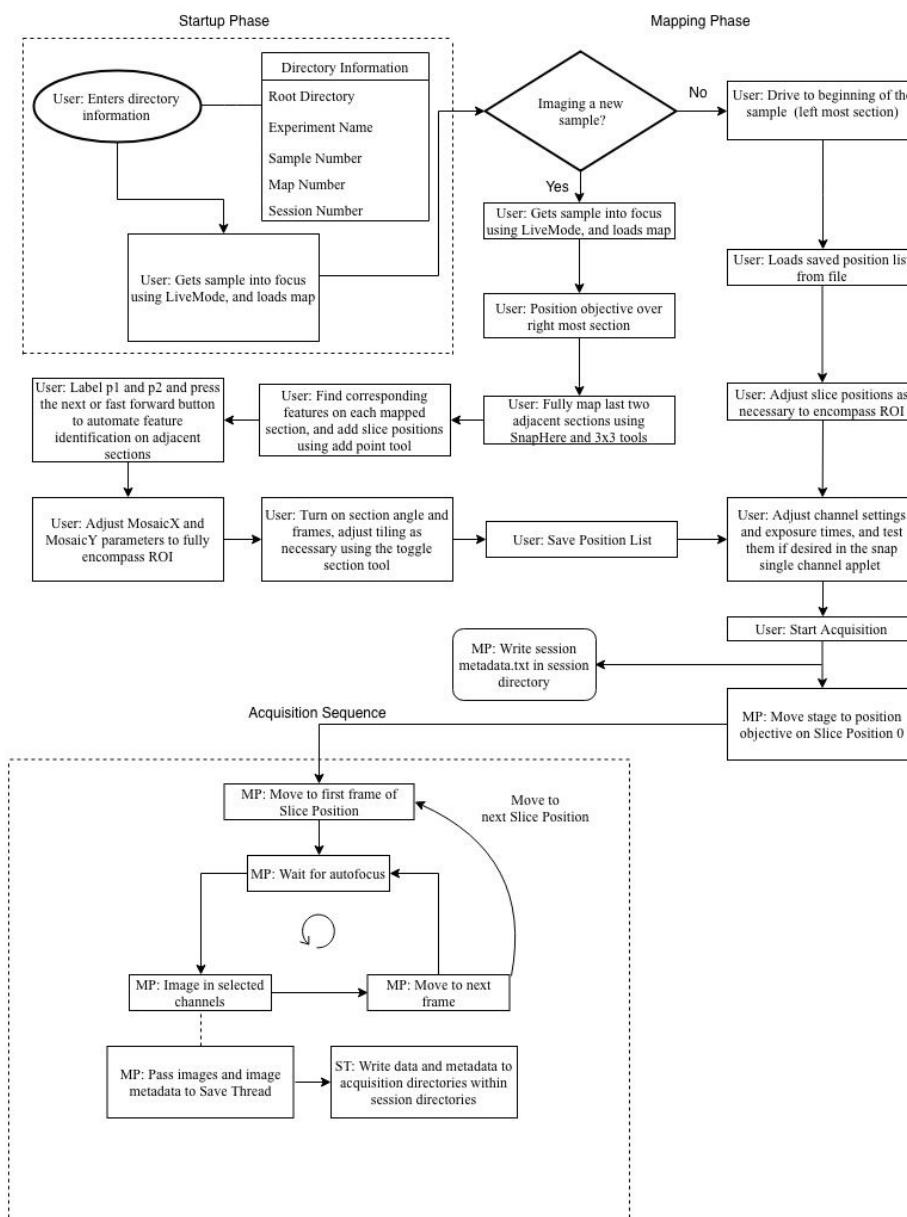 Startup Phase
Mapping Phase
User: Enters directory
information
Directory Information
Root Directory
Experiment Name
Sample Number
Map Number
Session Number
User: Gets sample into focus
using LiveMode, and loads map
Imaging a new
sample?
No
Yes
User: Drive to beginning of the
sample (left most section)
User: Gets sample into focus
using LiveMode, and loads map
User: Loads saved position list
from file
User: Position objective over
right most section
User: Adjust slice positions as
necessary to encompass ROI
User: Fully map last two
adjacent sections using
SnapHere and 3x3 tools
User: Find corresponding
features on each mapped
section, and add slice positions
using add point tool
User: Label p1 and p2 and press
the next or fast forward button
to automate feature
identification on adjacent
sections
User: Adjust MosaicX and
MosaicY parameters to fully
encompass ROI
User: Turn on section angle and
frames, adjust tiling as
necessary using the toggle
section tool
User: Save Position List
User: Adjust channel settings
and exposure times, and test
them if desired in the snap
single channel applet
User: Start Acquisition
MP: Write session
metadata.txt in session
directory
MP: Move stage to position
objective on Slice Position 0
Acquisition Sequence
MP: Move to first frame of
Slice Position
Move to
next Slice Position
MP: Wait for autofocus
MP: Image in selected
channels
MP: Move to next
frame
MP: Pass images and image
metadata to Save Thread
ST: Write data and metadata to
acquisition directories within
session directories